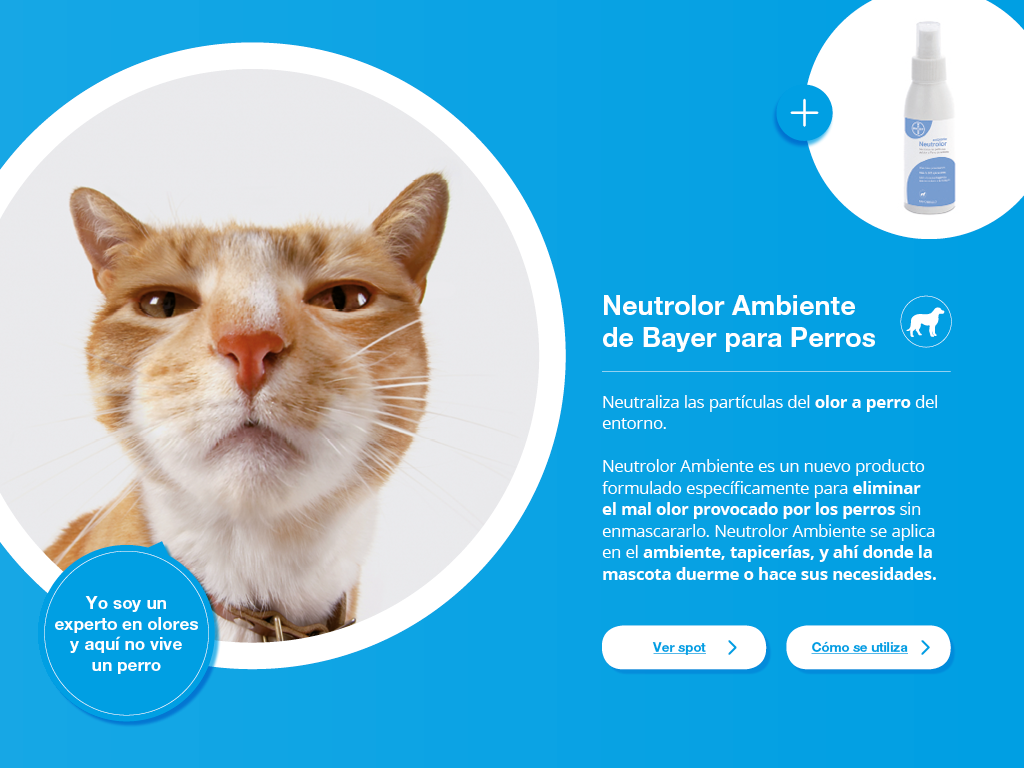 Neutrolor
Neutrolor Ambiente
de Bayer para Perros
Neutraliza las partículas del olor a perro del
entorno.
Neutrolor Ambiente es un nuevo producto
formulado específicamente para eliminar
el mal olor provocado por los perros sin
enmascararlo. Neutrolor Ambiente se aplica
en el ambiente, tapicerías, y ahí donde la
mascota duerme o hace sus necesidades.
Ver spot
Cómo se utiliza
Yo soy un
experto en olores
y aquí no vive
un perro